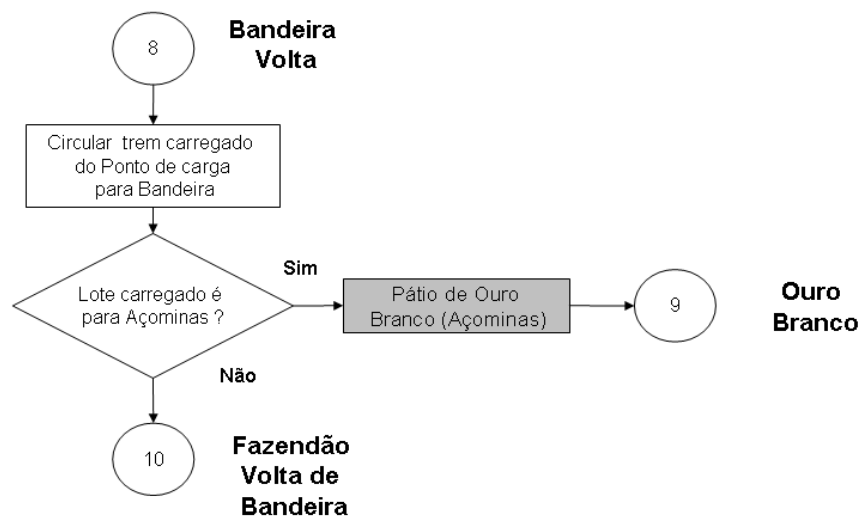 8
Bandeira
Volta
Circular trem carregado
do Ponto de carga
para Bandeira
Lote carregado é
para Açominas ?
Sim
Pátio de Ouro
Branco (Açominas)
9
Ouro
Branco
Não
10
Fazendão
Volta de
Bandeira